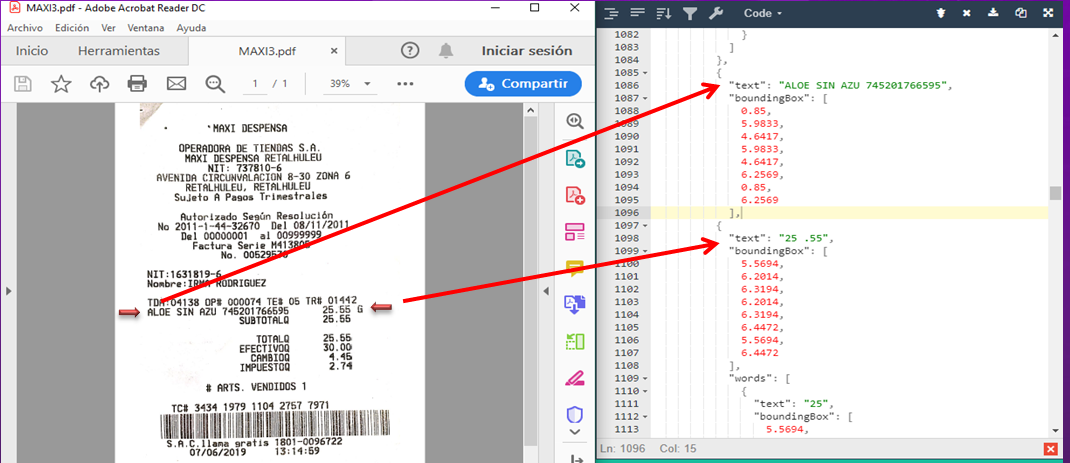 MAXI3.pdf - Adobe Acrobat Reader DC
Archivo Edición Ver Ventana Ayuda
Inicio Herramientas MAXI3.pdf × Iniciar sesión
1 / 1 39% Compartir
MAXI DESPENSA
OPERADORA DE TIENDAS S.A.
MAXI DESPENSA RETALHULEU
NIT: 737810-6
AVENIDA CIRCUNVALACION 8-30 ZONA 6
RETALHULEU, RETALHULEU
Sujeto A Pagos Trimestrales
Autorizado Según Resolución
No 2011-1-44-32670 Del 08/11/2011
Del 00000001 al 00999999
Factura Serie M413805
No. 00529570
NIT:1631819-6
Nombre:IRMA RODRIGUEZ
TDA:04138 OP# 000074 TE# 05 TR# 01442
ALOE SIN AZU 745201766595 25.55 G
SUBTOTALQ 25.55
TOTALQ 25.55
EFECTIVOQ 30.00
CAMBIOQ 4.45
IMPUESTOQ 2.74
# ARTS. VENDIDOS 1
TC# 3434 1979 1104 2757 7971
S.A.C.llama gratis 1801-0096722
07/06/2019 13:14:59
Code
1082 }
1083 ]
1084 },
1085 {
1086 "text": "ALOE SIN AZU 745201766595",
1087 "boundingBox": [
1088 0.85,
1089 5.9833,
1090 4.6417,
1091 5.9833,
1092 4.6417,
1093 6.2569,
1094 0.85,
1095 6.2569
1096 ],
1097 {
1098 "text": "25 .55",
1099 "boundingBox": [
1100 5.5694,
1101 6.2014,
1102 6.3194,
1103 6.2014,
1104 6.3194,
1105 6.4472,
1106 5.5694,
1107 6.4472
1108 ],
1109 "words": [
1110 {
1111 "text": "25",
1112 "boundingBox": [
1113 5.5694,
Ln: 1096 Col: 15